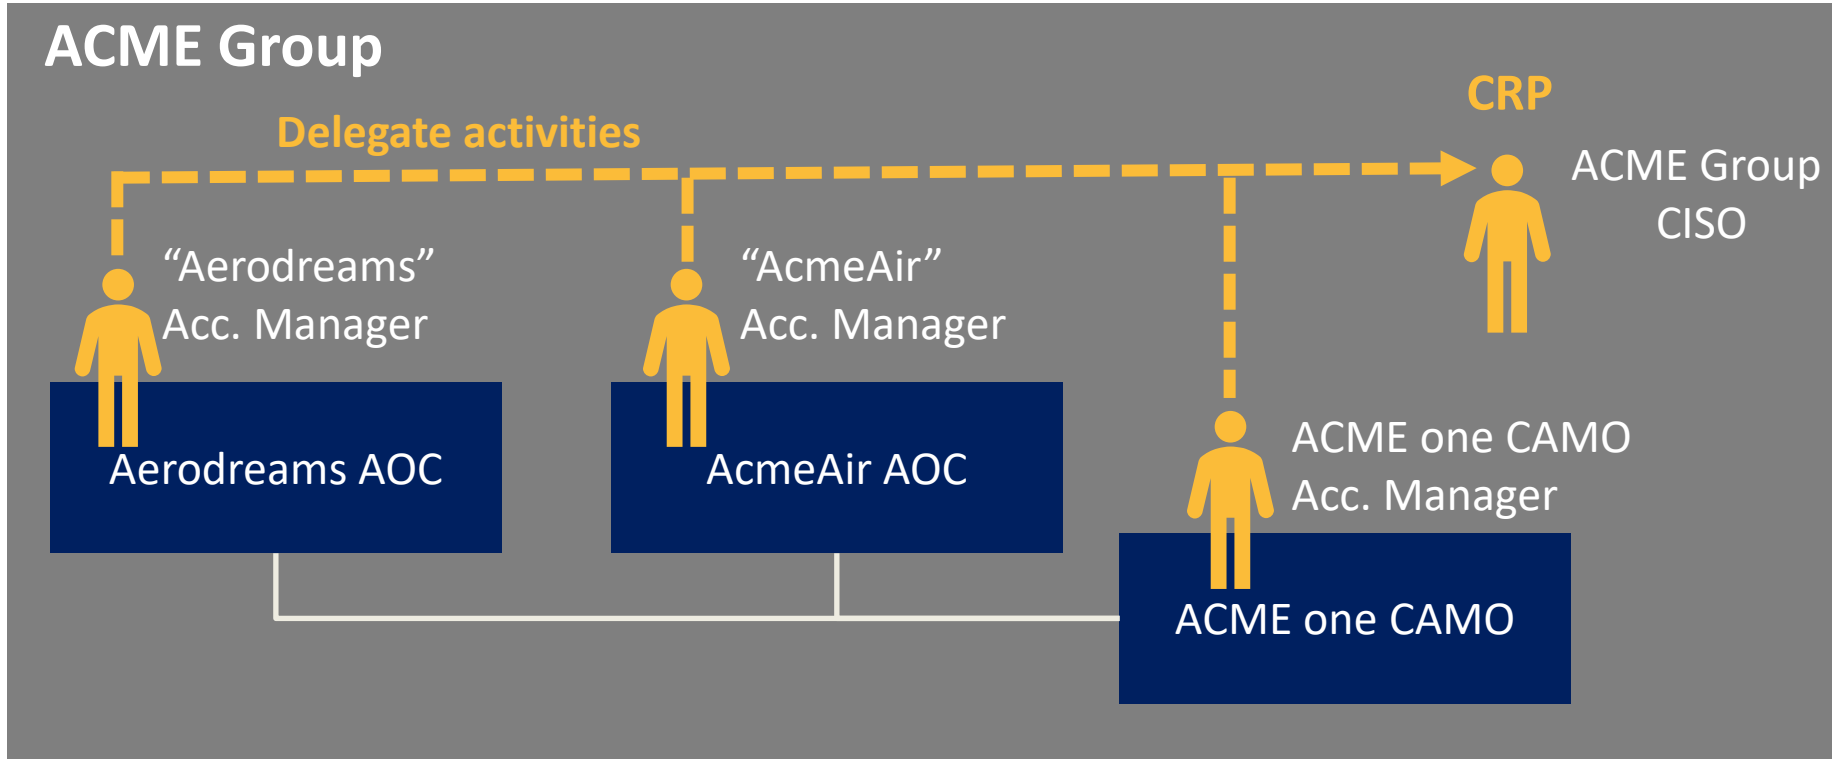 ACME Group
CRP
Delegate activities
ACME Group
CISO
“Aerodreams”
Acc. Manager
“AcmeAir”
Acc. Manager
ACME one CAMO
Acc. Manager
Aerodreams AOC
AcmeAir AOC
ACME one CAMO